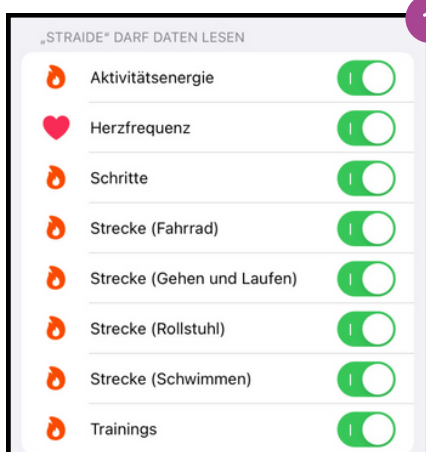 „STRAIDE“ DARF DATEN LESEN
Aktivitätsenergie
Herzfrequenz
Schritte
Strecke (Fahrrad)
Strecke (Gehen und Laufen)
Strecke (Rollstuhl)
Strecke (Schwimmen)
Trainings